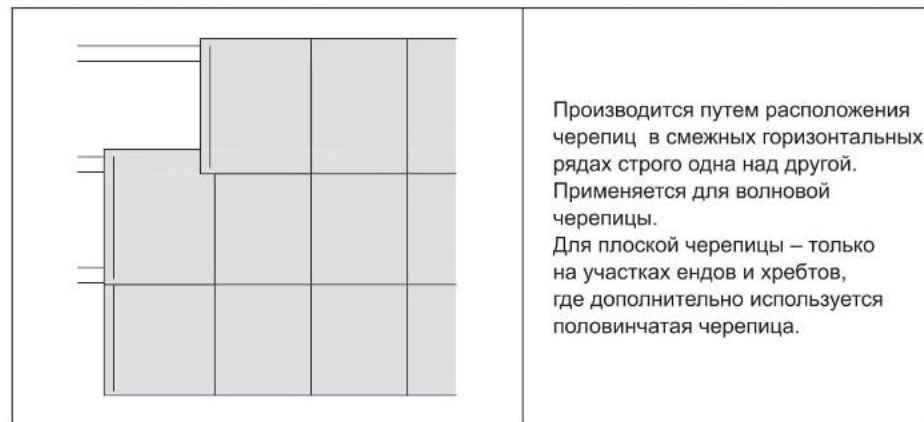 Производится путем расположения
черепиц в смежных горизонтальных
рядах строго одна над другой.
Применяется для волновой
черепицы.
Для плоской черепицы – только
на участках ендов и хребтов,
где дополнительно используется
половинчатая черепица.